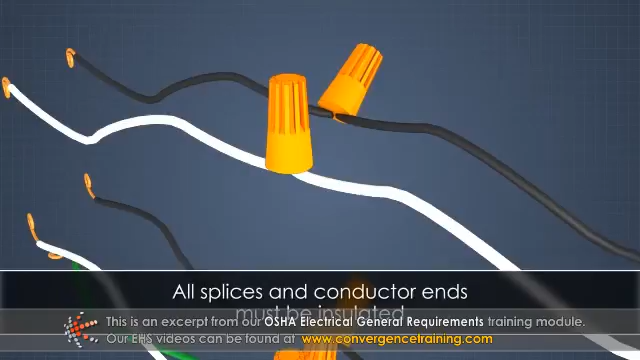 All splices and conductor ends
must be insulated
This is an excerpt from our OSHA Electrical General Requirements training module.
Our EHS videos can be found at www.convergencetraining.com